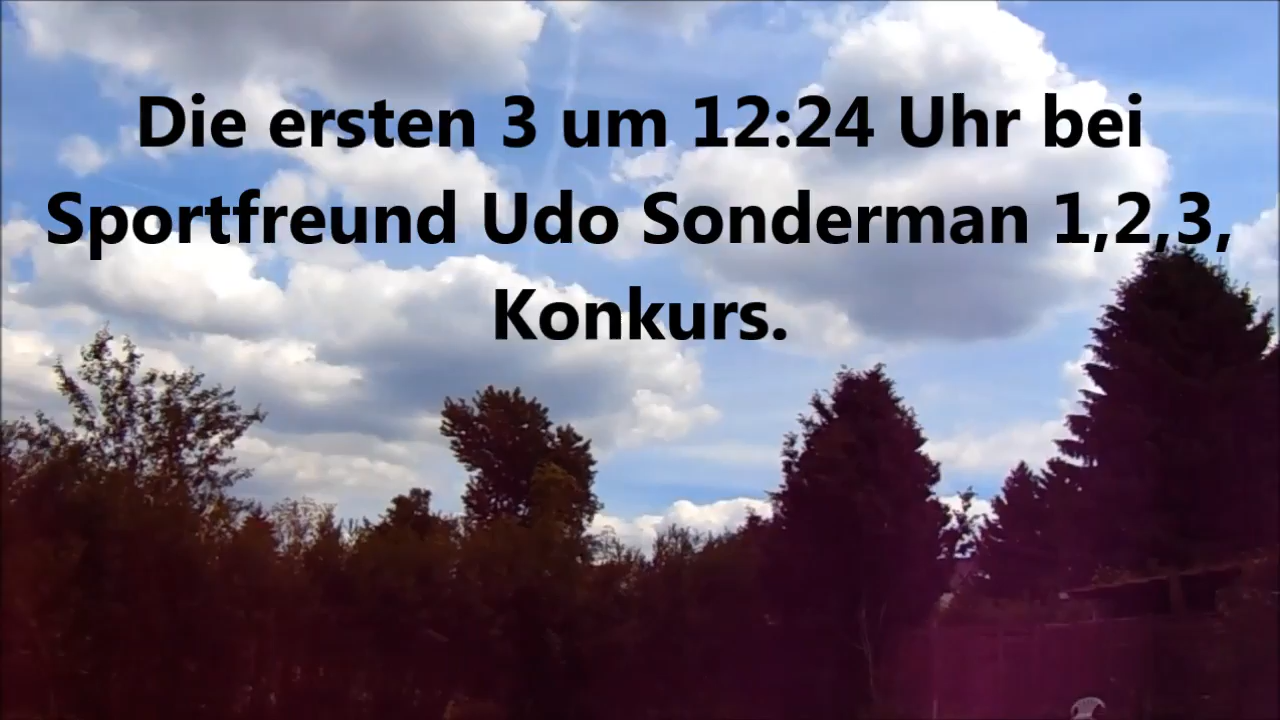 Die ersten 3 um 12:24 Uhr bei
Sportfreund Udo Sonderman 1,2,3,
Konkurs.